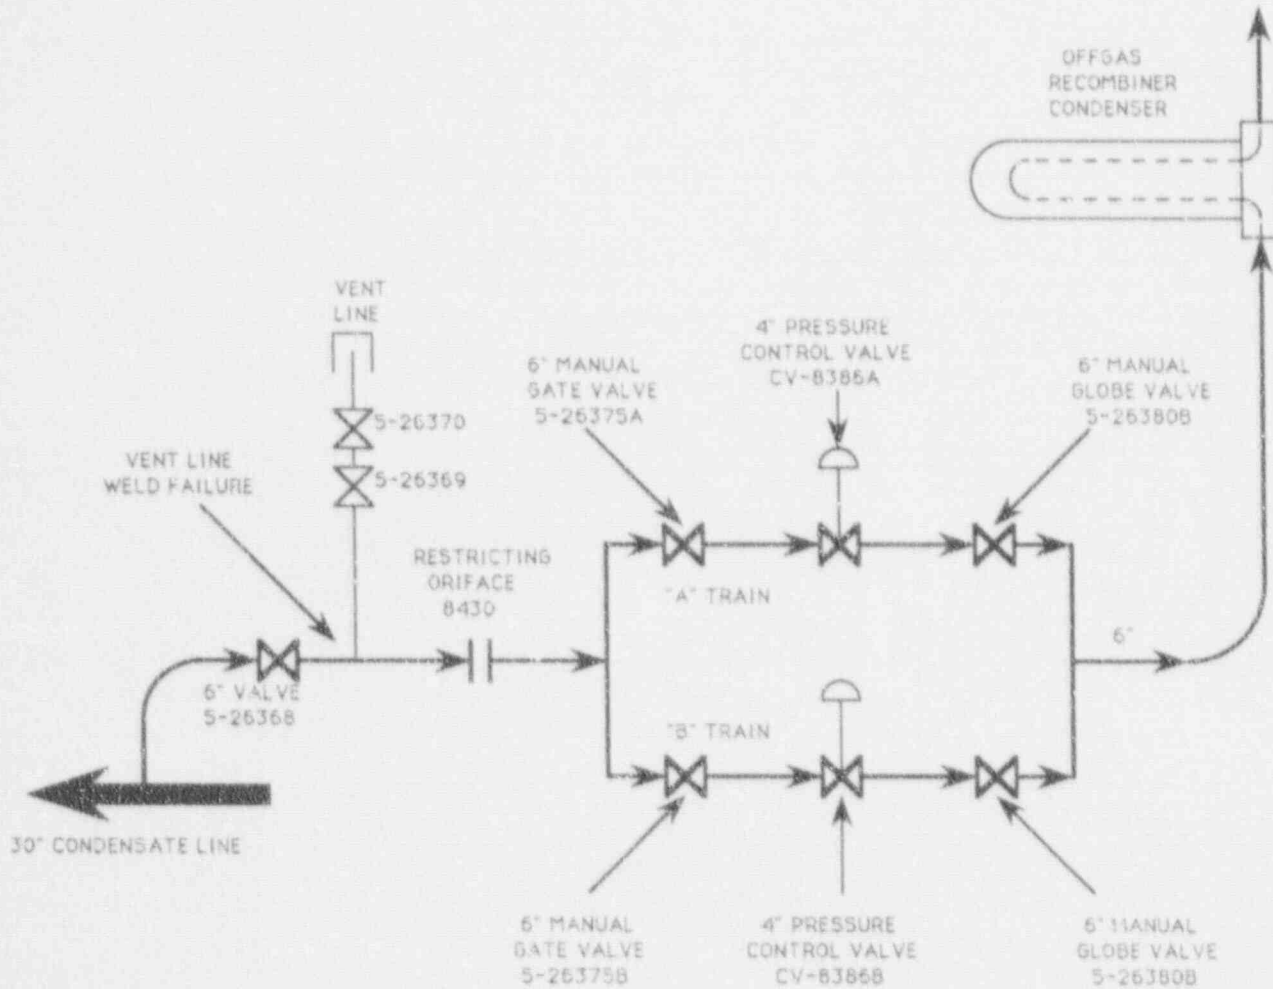 OFFGAS
RECOMBINER
CONDENSER
VENT
LINE
4" PRESSURE
CONTROL VALVE
CV-8386A
6" MANUAL
GATE VALVE
5-26375A
6" MANUAL
GLOBE VALVE
5-26380B
5-26370
5-26369
VENT LINE
WELD FAILURE
RESTRICTING
ORIFACE
8430
"A" TRAIN
6"
6" VALVE
5-26368
"B" TRAIN
30" CONDENSATE LINE
6" MANUAL
GATE VALVE
5-26375B
4" PRESSURE
CONTROL VALVE
CV-8386B
6" MANUAL
GLOBE VALVE
5-26380B